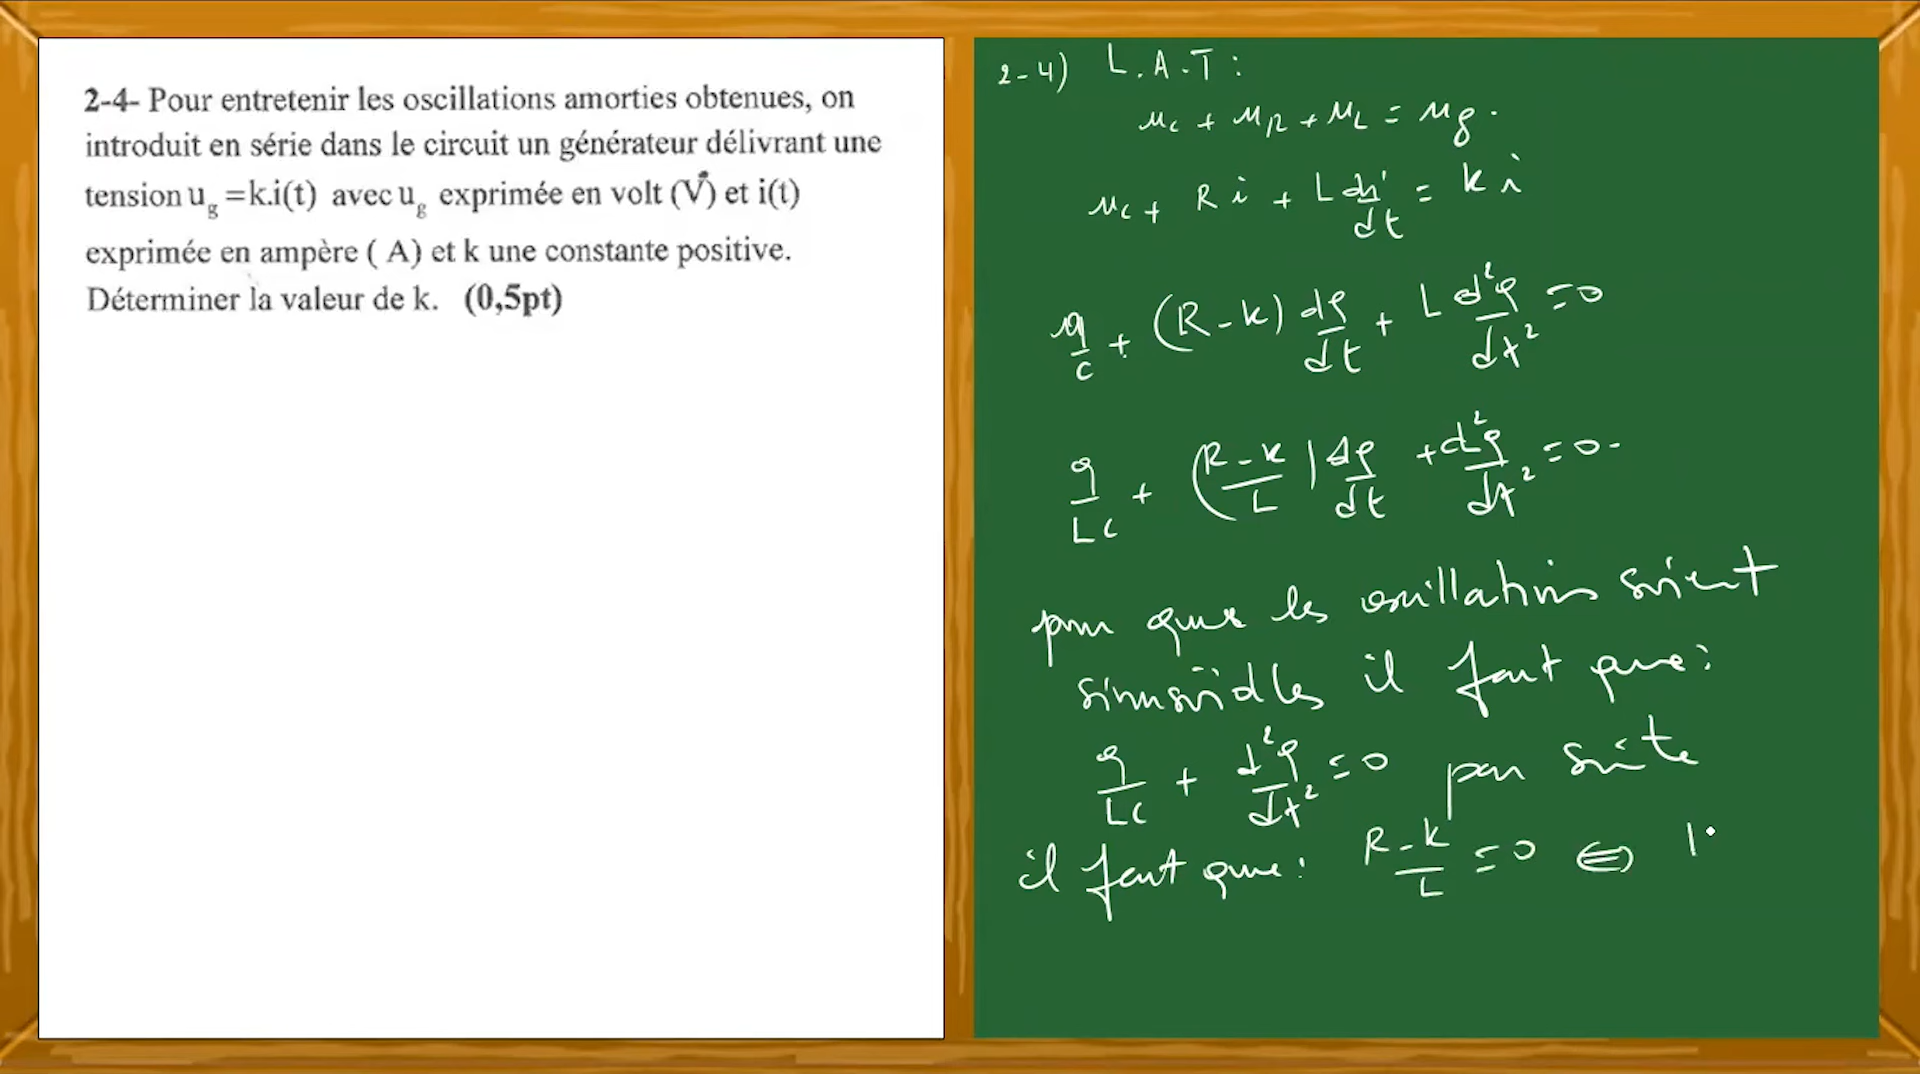 2-4- Pour entretenir les oscillations amorties obtenues, on
introduit en série dans le circuit un générateur délivrant une
tension u_g =k.i(t) avec u_g exprimée en volt (V) et i(t)
exprimée en ampère ( A) et k une constante positive.
Déterminer la valeur de k. (0,5pt)
2-4) L.A.T :
u_C + u_R + u_L = u_g .
u_C + R i + L di/dt = k i
q/C + (R - k) dq/dt + L d²q/dt² = 0
q/LC + (R - k/L) dq/dt + d²q/dt² = 0 -
pour que les oscillations soient
sinusoïdles il faut que :
q/LC + d²q/dt² = 0 par suite
il faut que : R - k/L = 0 ⇔